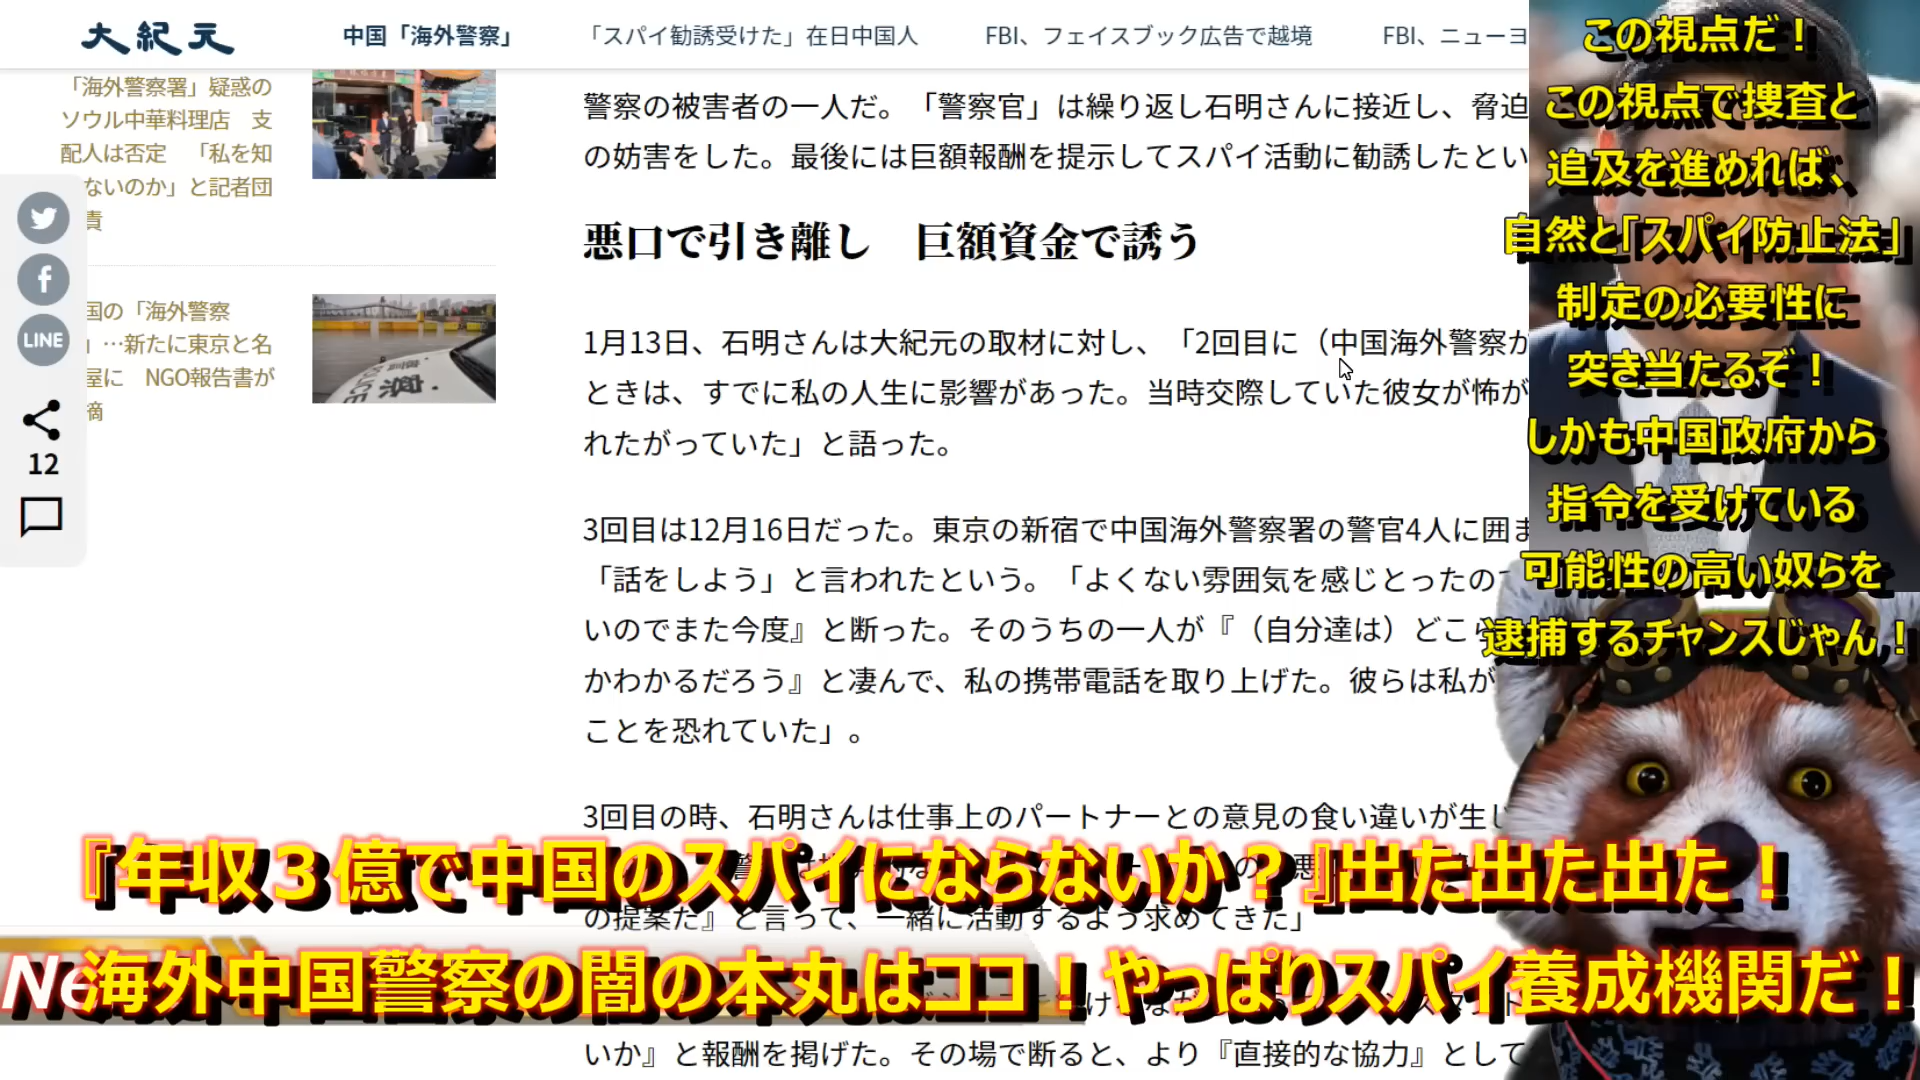 大紀元
中国「海外警察」
「スパイ勧誘受けた」在日中国人
FBI、フェイスブック広告で越境
FBI、ニューヨ
「海外警察署」疑惑の
ソウル中華料理店　支
配人は否定　「私を知
ないのか」と記者団
責
国の「海外警察
」…新たに東京と名
屋に　NGO報告書が
摘
LINE
12
警察の被害者の一人だ。「警察官」は繰り返し石明さんに接近し、脅迫
の妨害をした。最後には巨額報酬を提示してスパイ活動に勧誘したとい
悪口で引き離し　巨額資金で誘う
1月13日、石明さんは大紀元の取材に対し、「2回目に（中国海外警察か
ときは、すでに私の人生に影響があった。当時交際していた彼女が怖が
れたがっていた」と語った。
3回目は12月16日だった。東京の新宿で中国海外警察署の警官4人に囲ま
「話をしよう」と言われたという。「よくない雰囲気を感じとったので
いのでまた今度』と断った。そのうちの一人が『（自分達は）どこら
かわかるだろう』と凄んで、私の携帯電話を取り上げた。彼らは私が
ことを恐れていた」。
3回目の時、石明さんは仕事上のパートナーとの意見の食い違いが生じ
の提案だ』と言って、一緒に活動するよう求めてきた」
いか』と報酬を掲げた。その場で断ると、より『直接的な協力』として
この視点だ！
この視点で捜査と
追及を進めれば、
自然と「スパイ防止法」
制定の必要性に
突き当たるぞ！
しかも中国政府から
指令を受けている
可能性の高い奴らを
逮捕するチャンスじゃん！
『年収３億で中国のスパイにならないか？』出た出た出た！
Ne
海外中国警察の闇の本丸はココ！やっぱりスパイ養成機関だ！